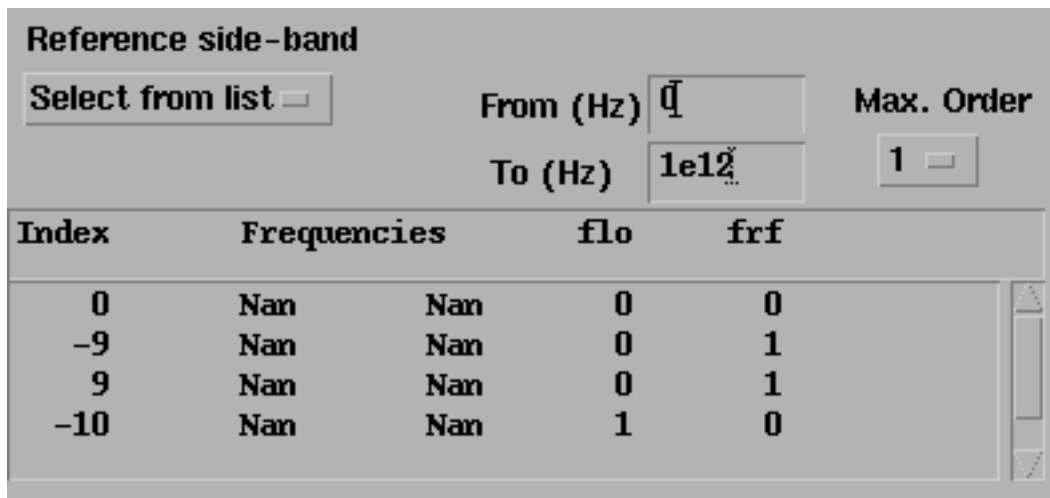 Reference side-band
Select from list
From (Hz) 0
Max. Order
To (Hz) 1e12
1
Index Frequencies flo frf
0 Nan Nan 0 0
-9 Nan Nan 0 1
9 Nan Nan 0 1
-10 Nan Nan 1 0